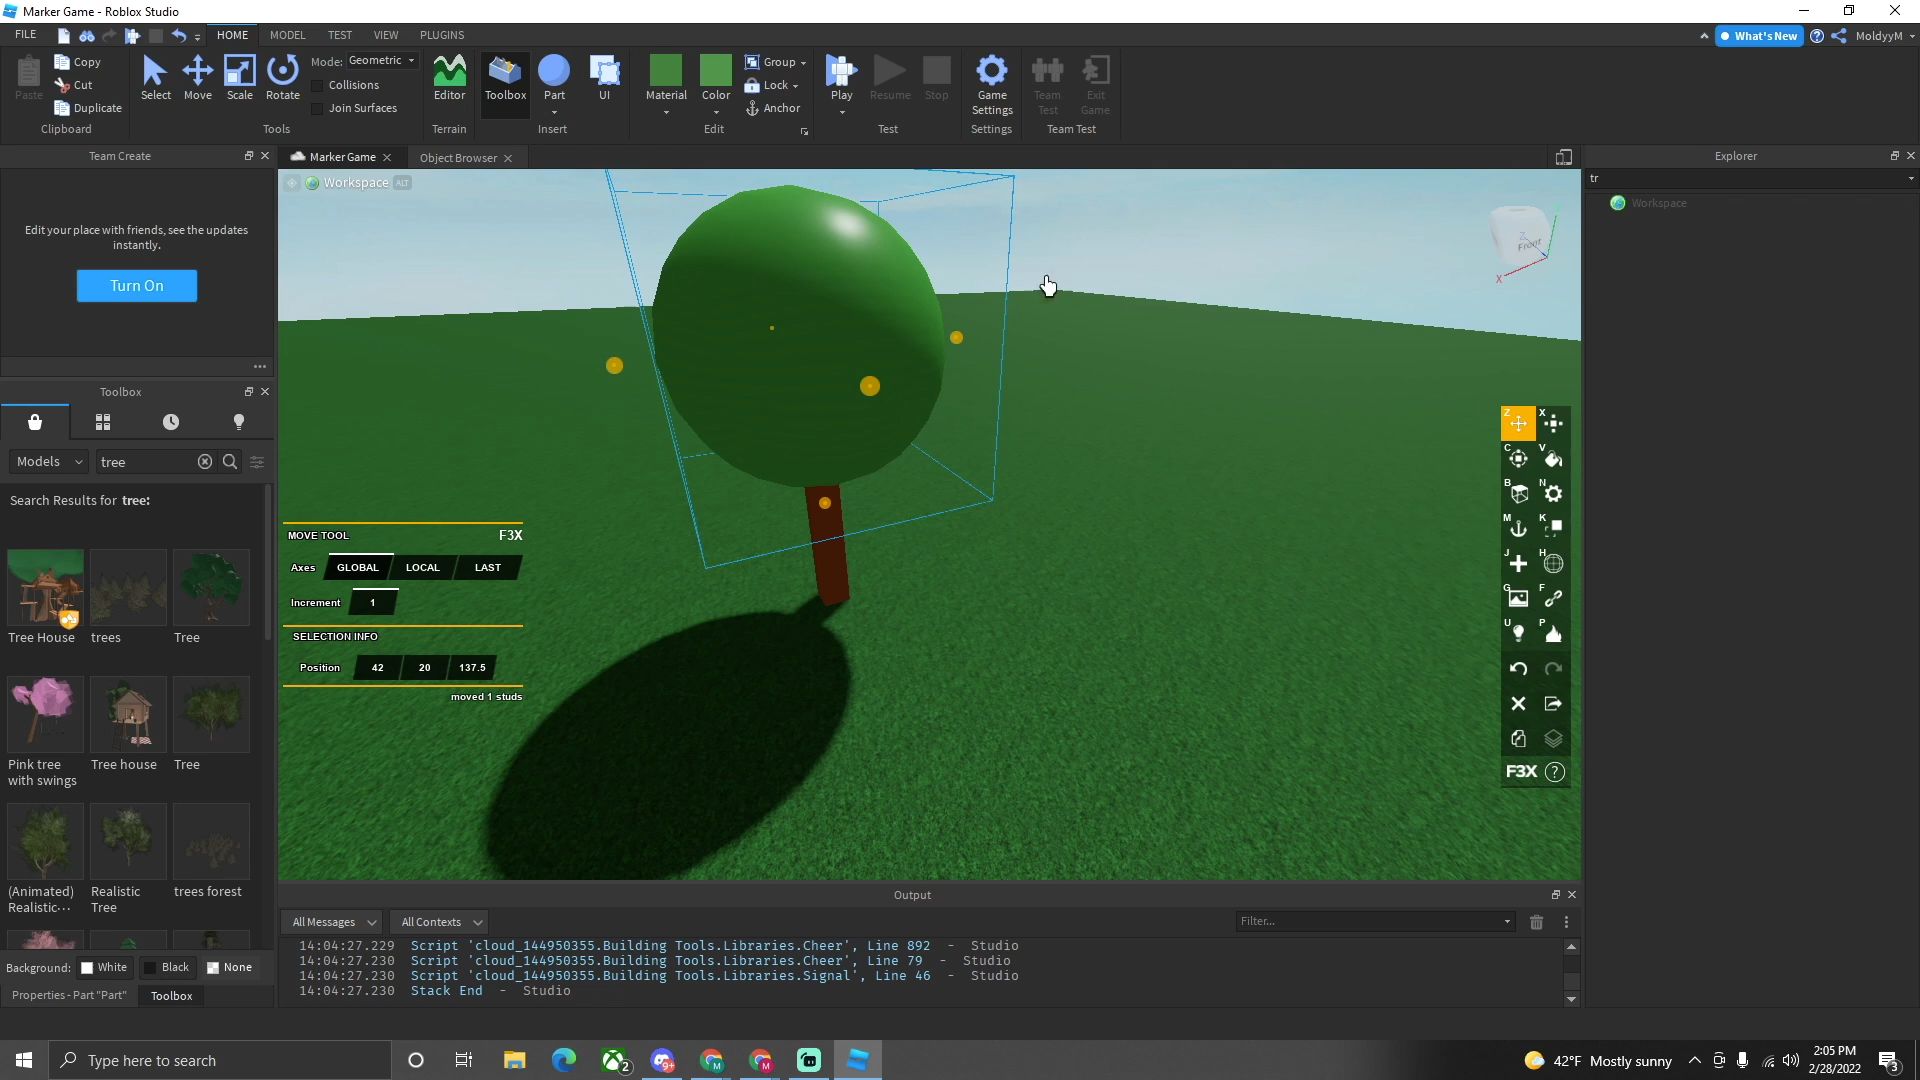 Marker Game - Roblox Studio
FILE
HOME
MODEL
TEST
VIEW
PLUGINS
What's New
MoldyyM
Paste
Copy
Cut
Duplicate
Clipboard
Select
Move
Scale
Rotate
Mode: Geometric
Collisions
Join Surfaces
Tools
Editor
Terrain
Toolbox
Part
UI
Insert
Material
Color
Group
Lock
Anchor
Edit
Play
Resume
Stop
Test
Game
Settings
Settings
Team
Test
Exit
Game
Team Test
Team Create
Edit your place with friends, see the updates
instantly.
Turn On
Toolbox
Models
tree
Search Results for tree:
Tree House
trees
Tree
Pink tree
with swings
Tree house
Tree
(Animated)
Realistic...
Realistic
Tree
trees forest
Background: White Black None
Properties - Part "Part"
Toolbox
Marker Game
Object Browser
Workspace ALT
Front
X
Z
MOVE TOOL F3X
Axes GLOBAL LOCAL LAST
Increment 1
SELECTION INFO
Position 42 20 137.5
moved 1 studs
Z X
C V
B N
M K
J H
G F
U P
F3X ?
Output
All Messages
All Contexts
Filter...
14:04:27.229 Script 'cloud_144950355.Building Tools.Libraries.Cheer', Line 892 - Studio
14:04:27.230 Script 'cloud_144950355.Building Tools.Libraries.Cheer', Line 79 - Studio
14:04:27.230 Script 'cloud_144950355.Building Tools.Libraries.Signal', Line 46 - Studio
14:04:27.230 Stack End - Studio
Explorer
tr
Workspace
Type here to search
2
9+
M
M
42°F Mostly sunny
2:05 PM
2/28/2022
3